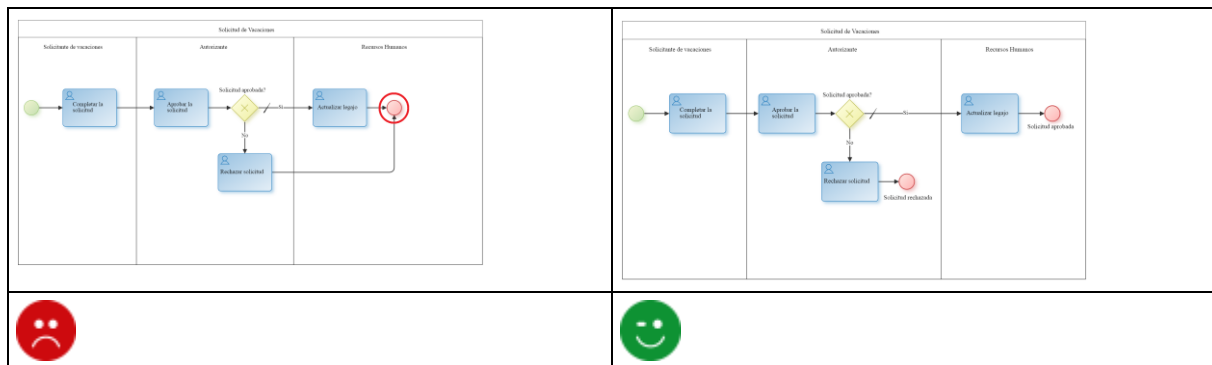 Solicitud de Vacaciones
Solicitante de vacaciones
Autorizante
Recursos Humanos
Completar la
solicitud
Aprobar la
solicitud
Solicitud aprobada?
Si
Actualizar legajo
No
Rechazar solicitud
Solicitud de Vacaciones
Solicitante de vacaciones
Autorizante
Recursos Humanos
Completar la
solicitud
Aprobar la
solicitud
Solicitud aprobada?
Si
Actualizar legajo
Solicitud aprobada
No
Rechazar solicitud
Solicitud rechazada